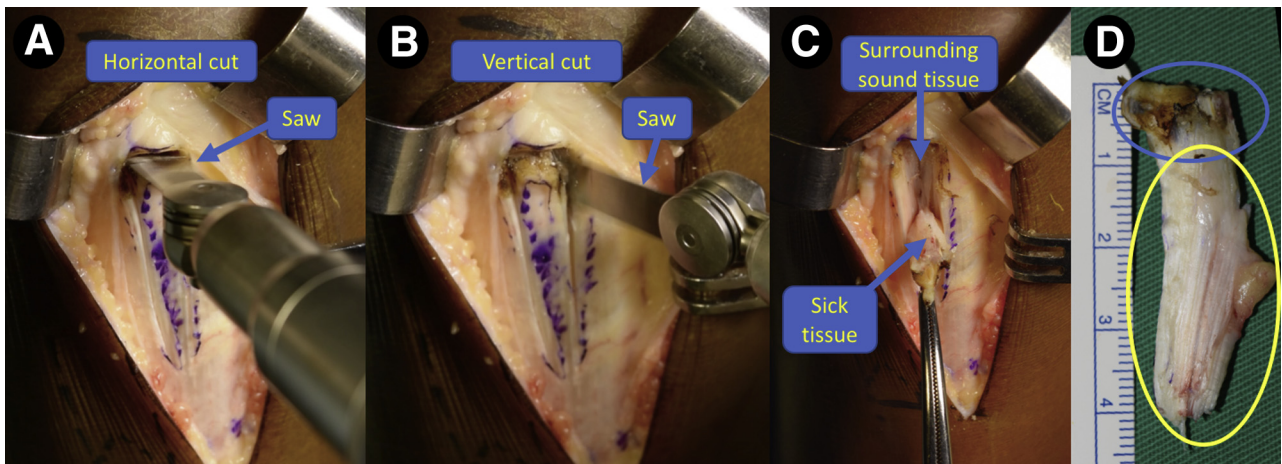 A
Horizontal cut
Saw
B
Vertical cut
Saw
C
Surrounding
sound tissue
Sick
tissue
D
CM
1
2
3
4